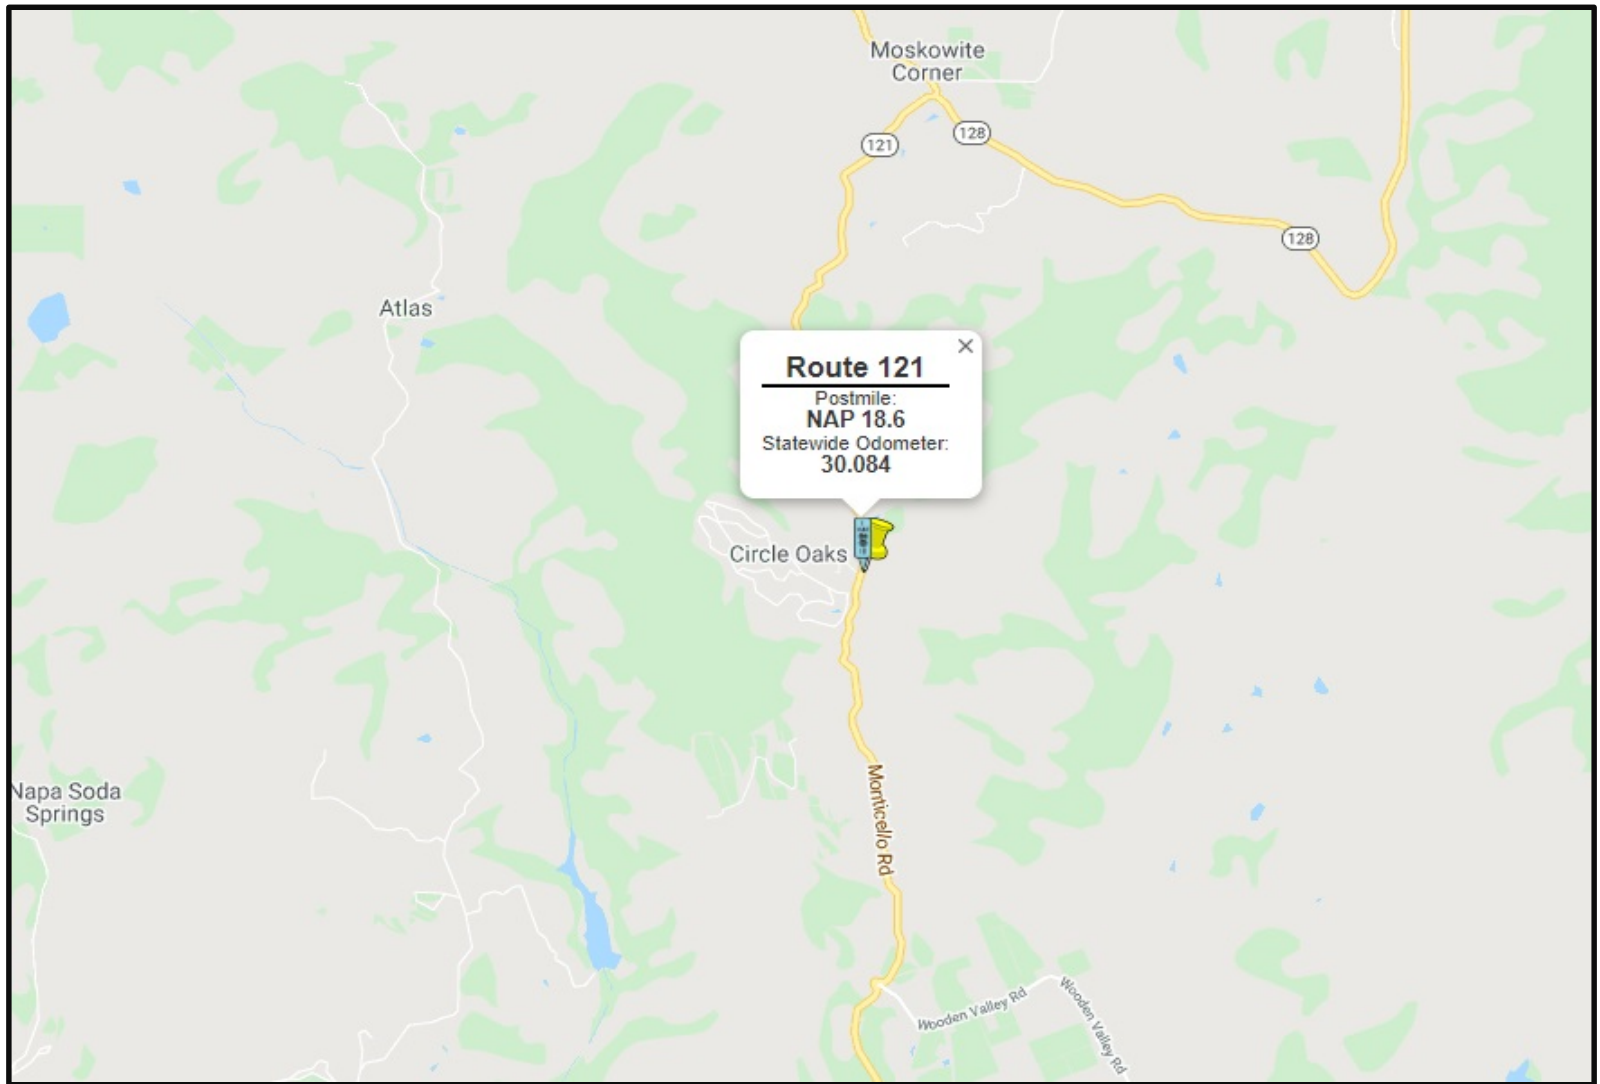 Moskowite
Corner
121
128
128
Atlas
Route 121
Postmile:
NAP 18.6
Statewide Odometer:
30.084
Circle Oaks
Monticello Rd
Napa Soda
Springs
Wooden Valley Rd
Wooden Valley Rd